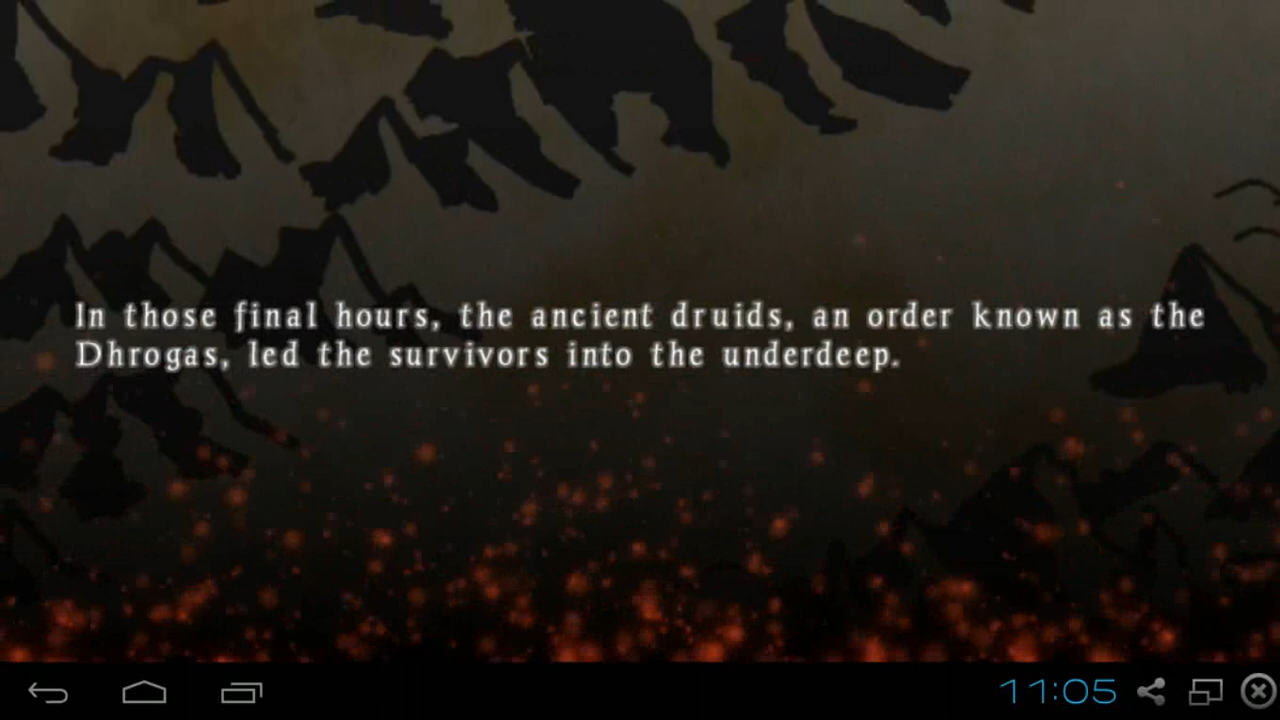 In those final hours, the ancient druids, an order known as the
Dhrogas, led the survivors into the underdeep.
11:05